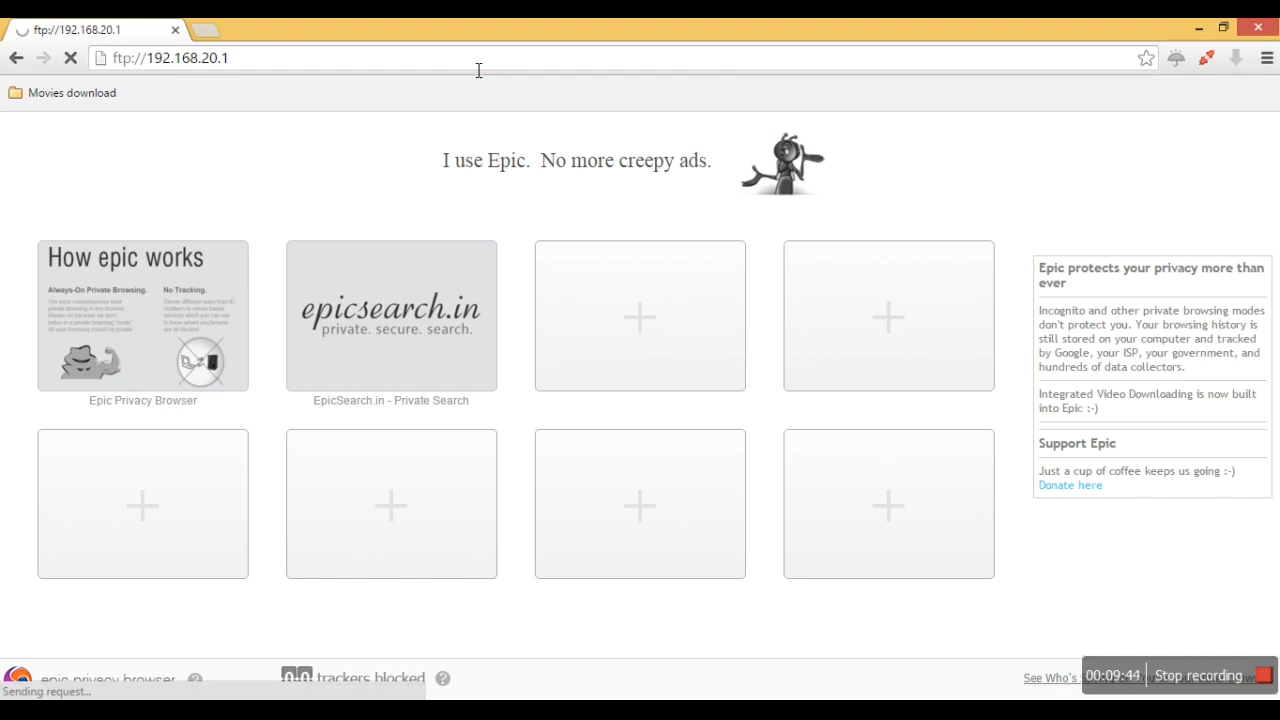 ftp://192.168.20.1
ftp://192.168.20.1
Movies download
I use Epic. No more creepy ads.
How epic works
Always-On Private Browsing.
No Tracking.
epicsearch.in
private. secure. search.
Epic Privacy Browser
EpicSearch.in - Private Search
Epic protects your privacy more than
ever
Incognito and other private browsing modes
don't protect you. Your browsing history is
still stored on your computer and tracked
by Google, your ISP, your government, and
hundreds of data collectors.
Integrated Video Downloading is now built
into Epic :-)
Support Epic
Just a cup of coffee keeps us going :-)
Donate here
epic privacy browser
00 trackers blocked
See Who's
00:09:44
Stop recording
Sending request...